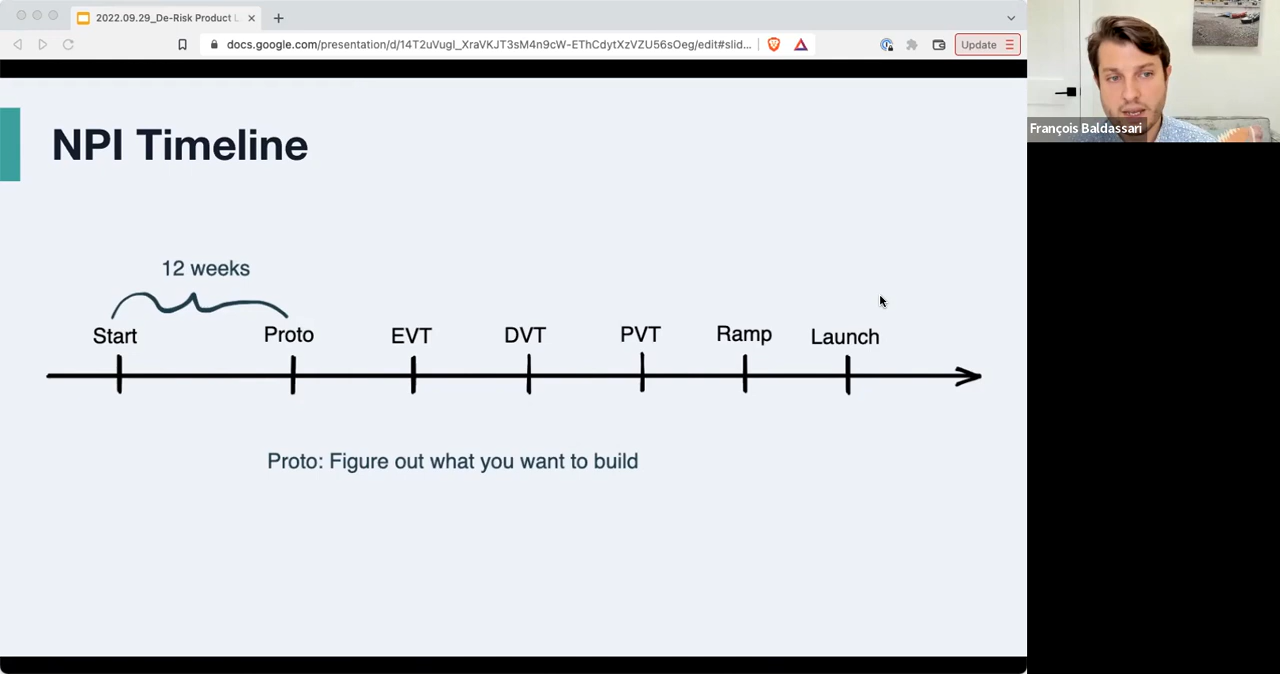 2022.09.29_De-Risk Product L
docs.google.com/presentation/d/14T2uVugl_XraVKJT3sM4n9cW-EThCdytXzVZU56sOeg/edit#slid...
Update
NPI Timeline
12 weeks
Start Proto EVT DVT PVT Ramp Launch
Proto: Figure out what you want to build
François Baldassari